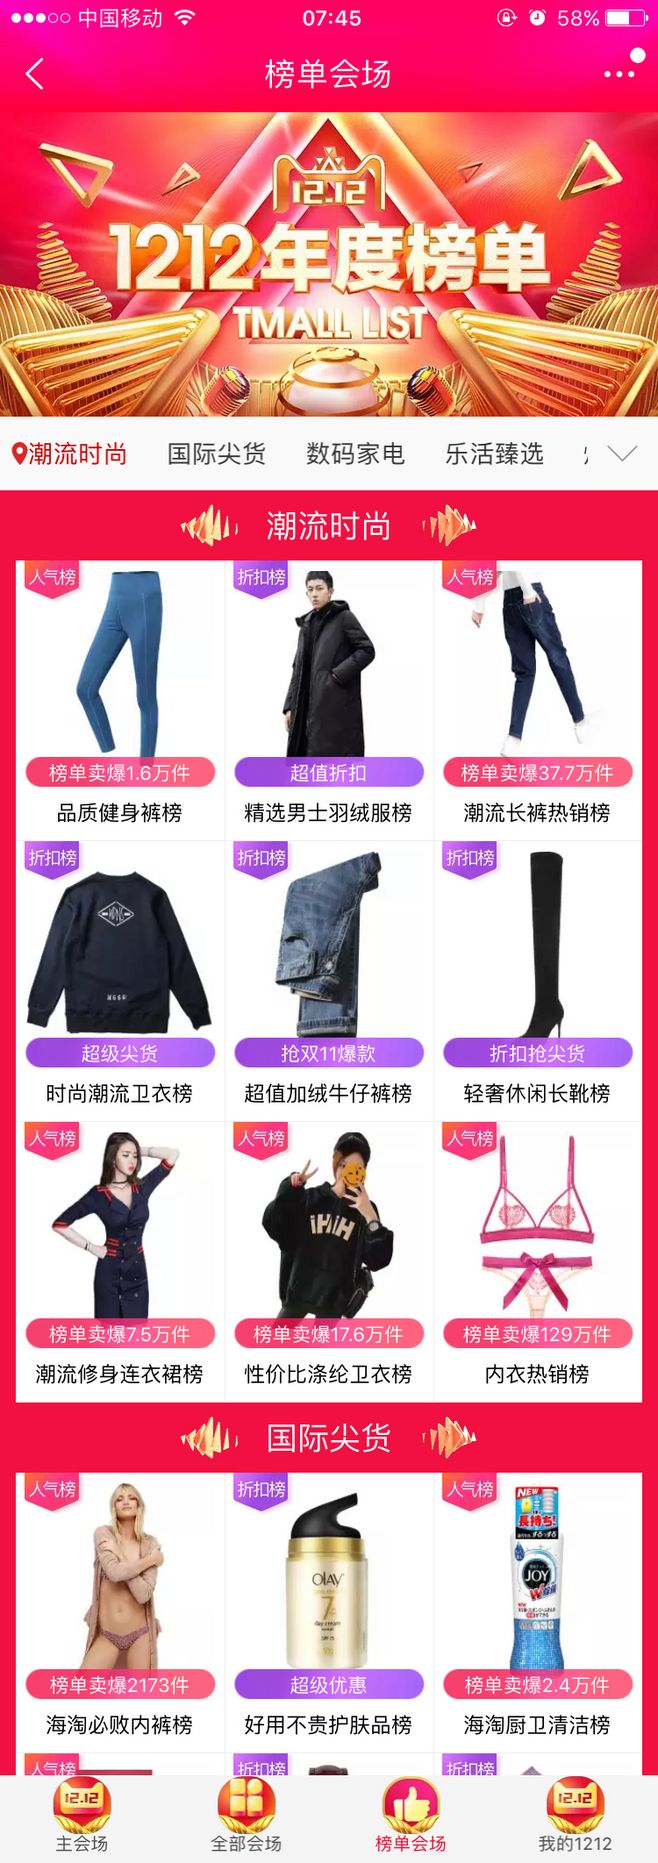 中国移动 07:45 58%
榜单会场
12.12
1212年度榜单
TMALL LIST
潮流时尚 国际尖货 数码家电 乐活臻选
潮流时尚
人气榜 折扣榜 人气榜
榜单卖爆1.6万件 超值折扣 榜单卖爆37.7万件
品质健身裤榜 精选男士羽绒服榜 潮流长裤热销榜
折扣榜 折扣榜 折扣榜
超级尖货 抢双11爆款 折扣抢尖货
时尚潮流卫衣榜 超值加绒牛仔裤榜 轻奢休闲长靴榜
人气榜 人气榜 人气榜
iHiH
榜单卖爆7.5万件 榜单卖爆17.6万件 榜单卖爆129万件
潮流修身连衣裙榜 性价比涤纶卫衣榜 内衣热销榜
国际尖货
人气榜 折扣榜 人气榜
NEW
長持ち!
OLAY
JOY
7
day cream
榜单卖爆2173件 超级优惠 榜单卖爆2.4万件
海淘必败内裤榜 好用不贵护肤品榜 海淘厨卫清洁榜
人气榜 折扣榜 折扣榜
12.12 12.12
主会场 全部会场 榜单会场 我的1212